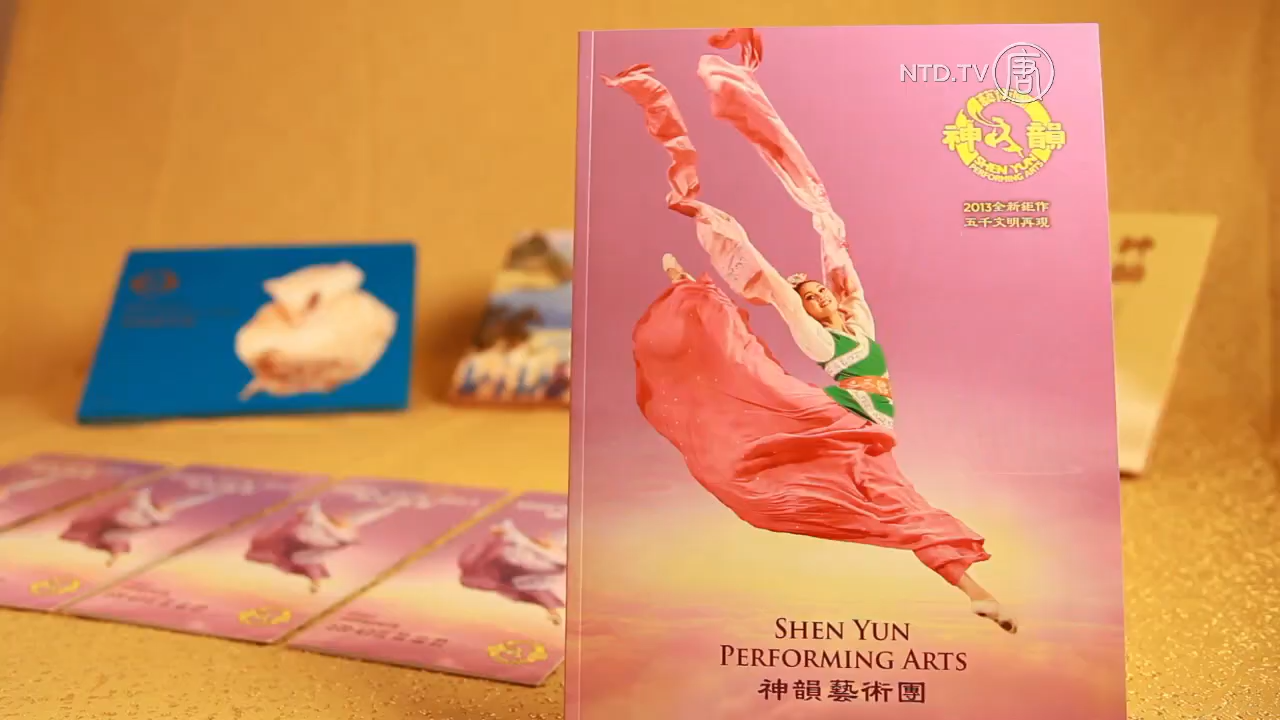 NTD.TV 唐
神韻
SHEN YUN
PERFORMING ARTS
2013全新鉅作
五千文明再現
SHEN YUN
PERFORMING ARTS
神韻藝術團